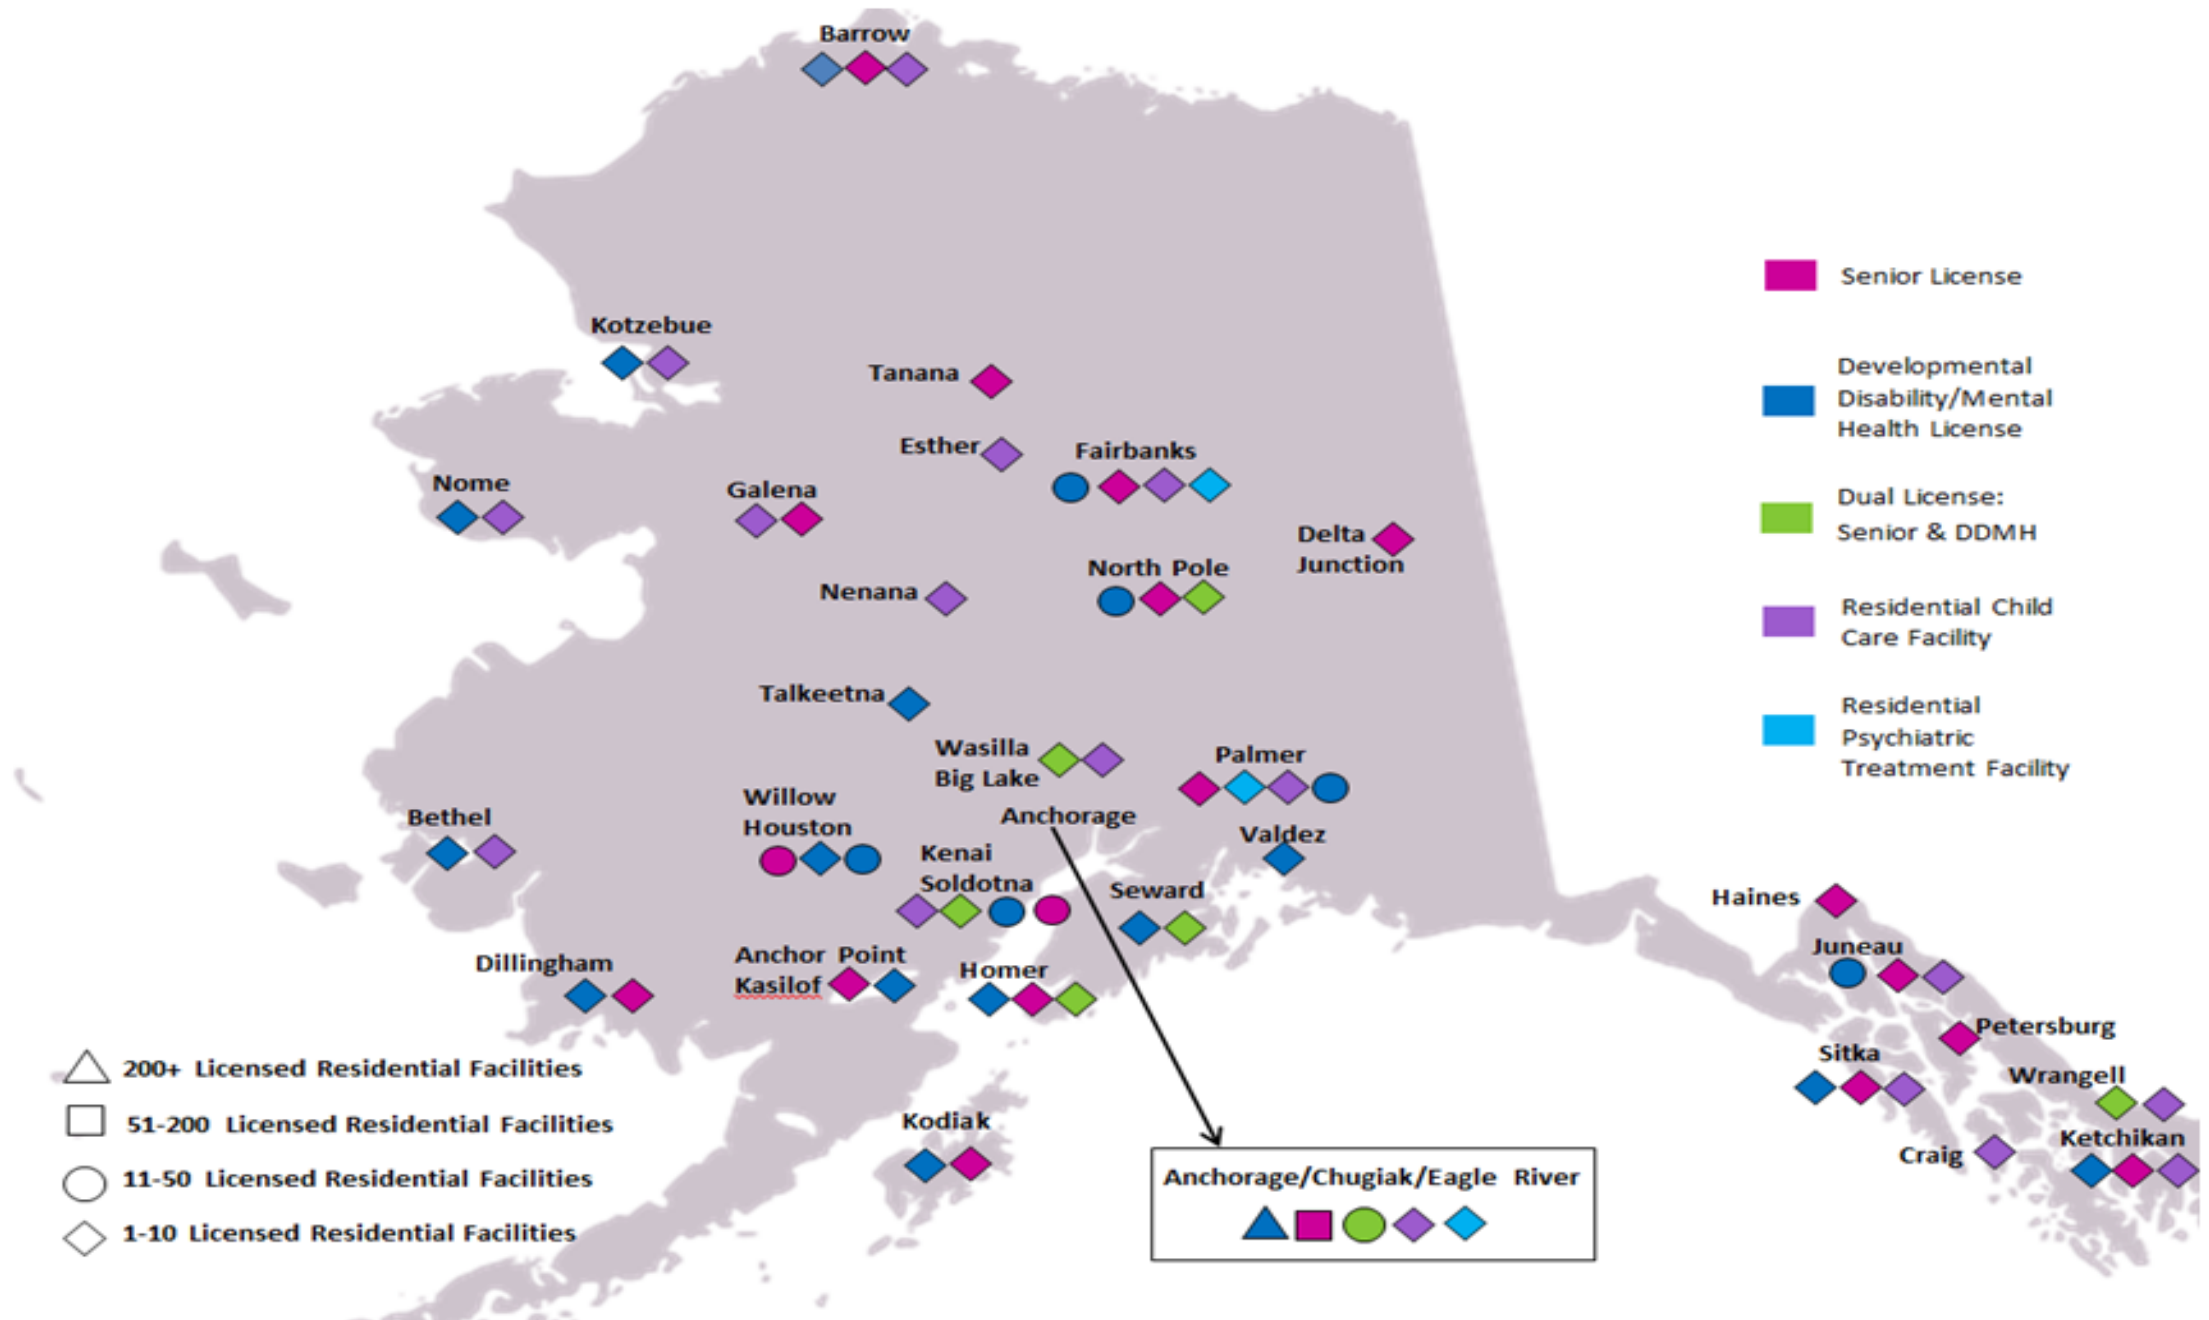 Barrow
Kotzebue
Tanana
Esther
Fairbanks
Nome
Galena
Delta
Junction
North Pole
Nenana
Talkeetna
Wasilla
Big Lake
Palmer
Willow
Houston
Anchorage
Bethel
Valdez
Kenai
Soldotna
Seward
Haines
Juneau
Anchor Point
Kasilof
Dillingham
Homer
Petersburg
Sitka
Wrangell
Kodiak
Craig
Ketchikan
Anchorage/Chugiak/Eagle River
Senior License
Developmental
Disability/Mental
Health License
Dual License:
Senior & DDMH
Residential Child
Care Facility
Residential
Psychiatric
Treatment Facility
200+ Licensed Residential Facilities
51-200 Licensed Residential Facilities
11-50 Licensed Residential Facilities
1-10 Licensed Residential Facilities